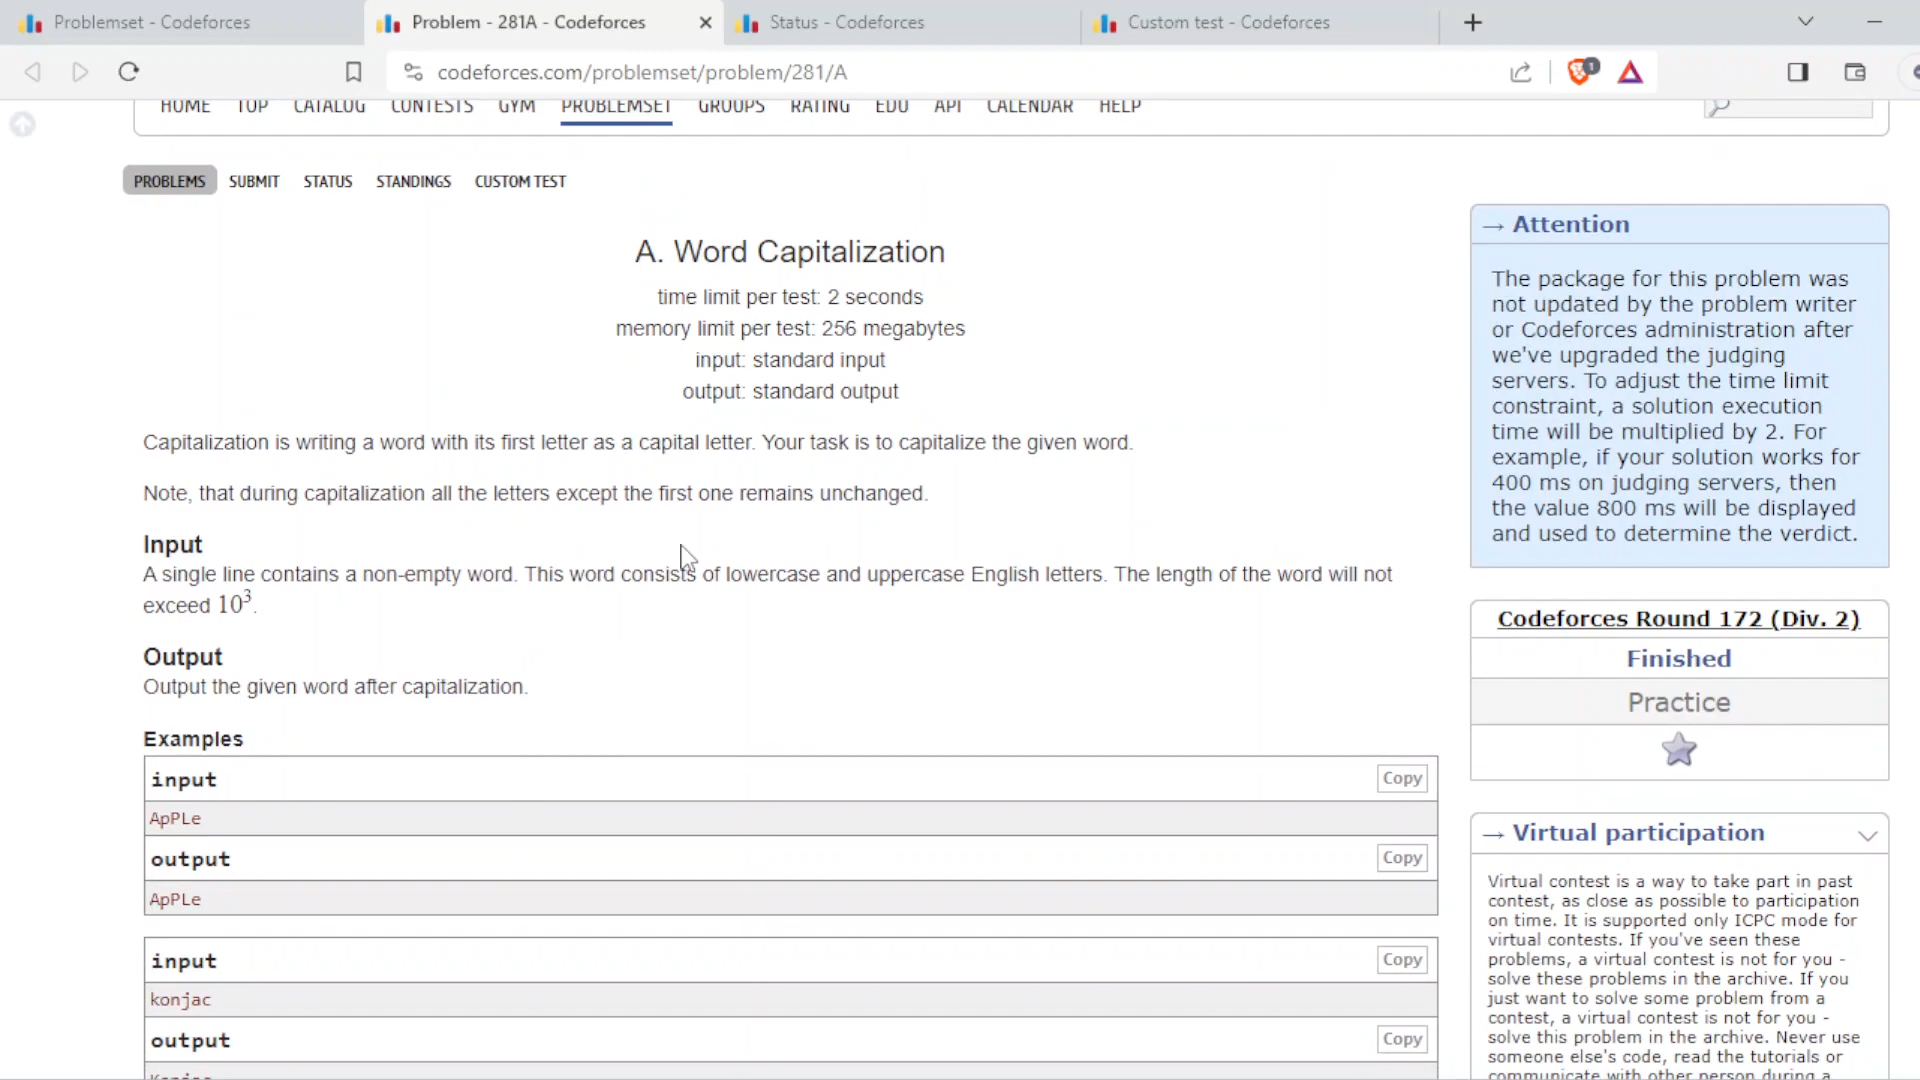 Problemset - Codeforces
Problem - 281A - Codeforces
Status - Codeforces
Custom test - Codeforces
codeforces.com/problemset/problem/281/A
1
HOME TOP CATALOG CONTESTS GYM PROBLEMSET GROUPS RATING EDU API CALENDAR HELP
PROBLEMS SUBMIT STATUS STANDINGS CUSTOM TEST
A. Word Capitalization
time limit per test: 2 seconds
memory limit per test: 256 megabytes
input: standard input
output: standard output
Capitalization is writing a word with its first letter as a capital letter. Your task is to capitalize the given word.
Note, that during capitalization all the letters except the first one remains unchanged.
Input
A single line contains a non-empty word. This word consists of lowercase and uppercase English letters. The length of the word will not
exceed 10³.
Output
Output the given word after capitalization.
Examples
input
Copy
ApPLe
output
Copy
ApPLe
input
Copy
konjac
output
Copy
Konjac
→ Attention
The package for this problem was
not updated by the problem writer
or Codeforces administration after
we've upgraded the judging
servers. To adjust the time limit
constraint, a solution execution
time will be multiplied by 2. For
example, if your solution works for
400 ms on judging servers, then
the value 800 ms will be displayed
and used to determine the verdict.
Codeforces Round 172 (Div. 2)
Finished
Practice
→ Virtual participation
Virtual contest is a way to take part in past
contest, as close as possible to participation
on time. It is supported only ICPC mode for
virtual contests. If you've seen these
problems, a virtual contest is not for you -
solve these problems in the archive. If you
just want to solve some problem from a
contest, a virtual contest is not for you -
solve this problem in the archive. Never use
someone else's code, read the tutorials or
communicate with other person during a